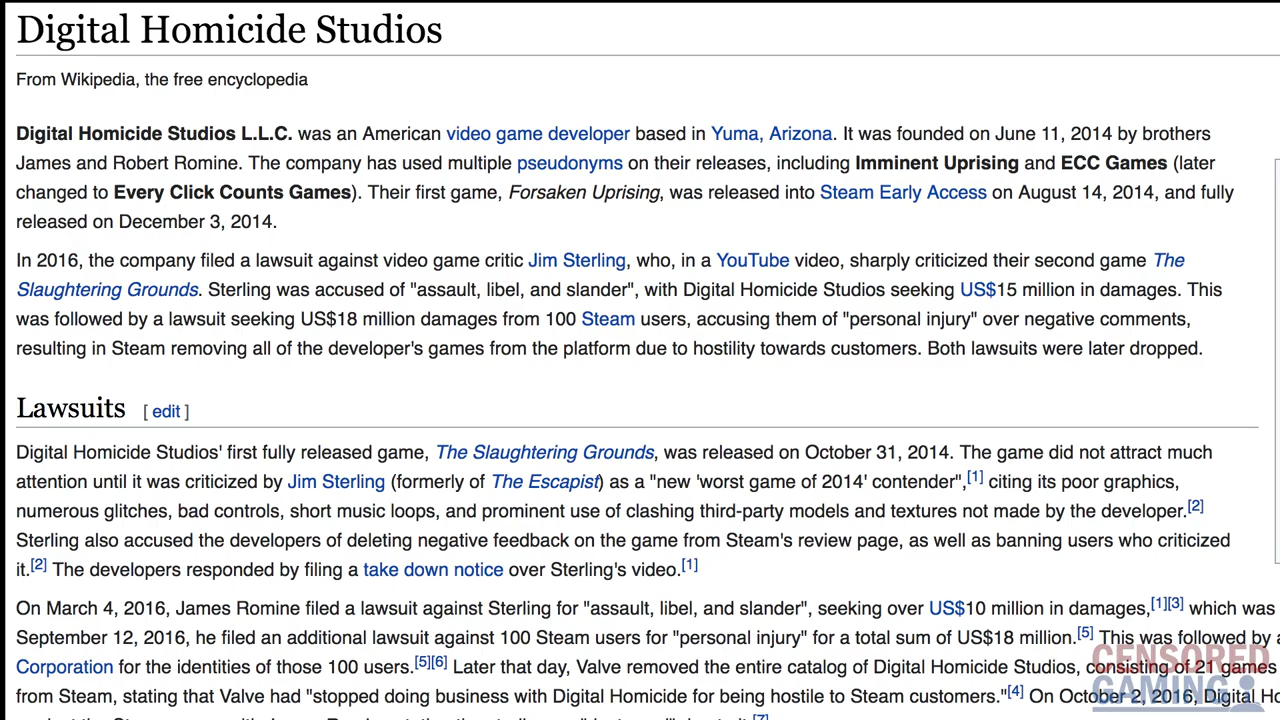 Digital Homicide Studios
From Wikipedia, the free encyclopedia
Digital Homicide Studios L.L.C. was an American video game developer based in Yuma, Arizona. It was founded on June 11, 2014 by brothers
James and Robert Romine. The company has used multiple pseudonyms on their releases, including Imminent Uprising and ECC Games (later
changed to Every Click Counts Games). Their first game, Forsaken Uprising, was released into Steam Early Access on August 14, 2014, and fully
released on December 3, 2014.
In 2016, the company filed a lawsuit against video game critic Jim Sterling, who, in a YouTube video, sharply criticized their second game The
Slaughtering Grounds. Sterling was accused of "assault, libel, and slander", with Digital Homicide Studios seeking US$15 million in damages. This
was followed by a lawsuit seeking US$18 million damages from 100 Steam users, accusing them of "personal injury" over negative comments,
resulting in Steam removing all of the developer's games from the platform due to hostility towards customers. Both lawsuits were later dropped.
Lawsuits [ edit ]
Digital Homicide Studios' first fully released game, The Slaughtering Grounds, was released on October 31, 2014. The game did not attract much
attention until it was criticized by Jim Sterling (formerly of The Escapist) as a "new 'worst game of 2014' contender",[1] citing its poor graphics,
numerous glitches, bad controls, short music loops, and prominent use of clashing third-party models and textures not made by the developer.[2]
Sterling also accused the developers of deleting negative feedback on the game from Steam's review page, as well as banning users who criticized
it.[2] The developers responded by filing a take down notice over Sterling's video.[1]
On March 4, 2016, James Romine filed a lawsuit against Sterling for "assault, libel, and slander", seeking over US$10 million in damages,[1][3] which was
September 12, 2016, he filed an additional lawsuit against 100 Steam users for "personal injury" for a total sum of US$18 million.[5] This was followed by a
Corporation for the identities of those 100 users.[5][6] Later that day, Valve removed the entire catalog of Digital Homicide Studios, consisting of 21 games
from Steam, stating that Valve had "stopped doing business with Digital Homicide for being hostile to Steam customers."[4] On October 2, 2016, Digital Ho
CENSORED
GAMING